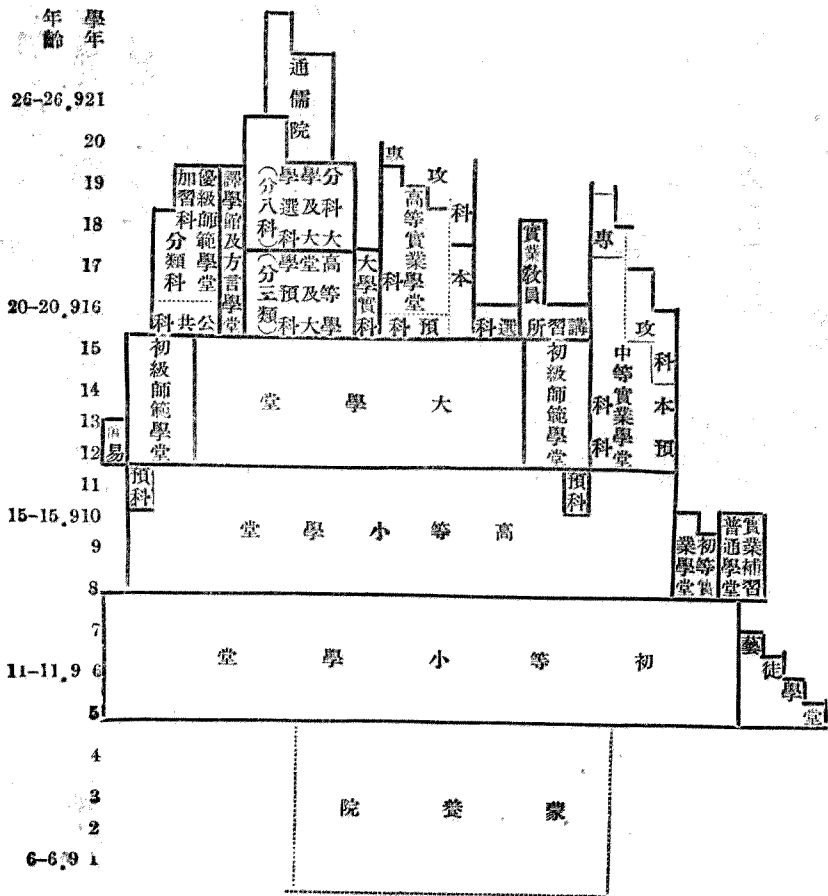 學年
年齡
26-26.9 21
20
19
18
17
20-20.9 16
15
14
13
12
11
15-15.9 10
9
8
7
11-11.9 6
5
4
3
2
6-6.9 1
通儒院
分科大
學及大
學選科
(分八科)
高等學
堂及大
學預科
(分三類)
譯學館及方言學堂
優級師範學堂
加習科
分類科
公共科
大學實科
專攻科
高等實業學堂
本科
預科
選科
實業教員
講習所
專攻科
中等實業學堂
本科
預科
初級師範學堂
大學堂
初級師範學堂
易
預科
預科
高等小學堂
初等實
業學堂
實業補習
普通學堂
初等小學堂
藝徒學堂
蒙養院